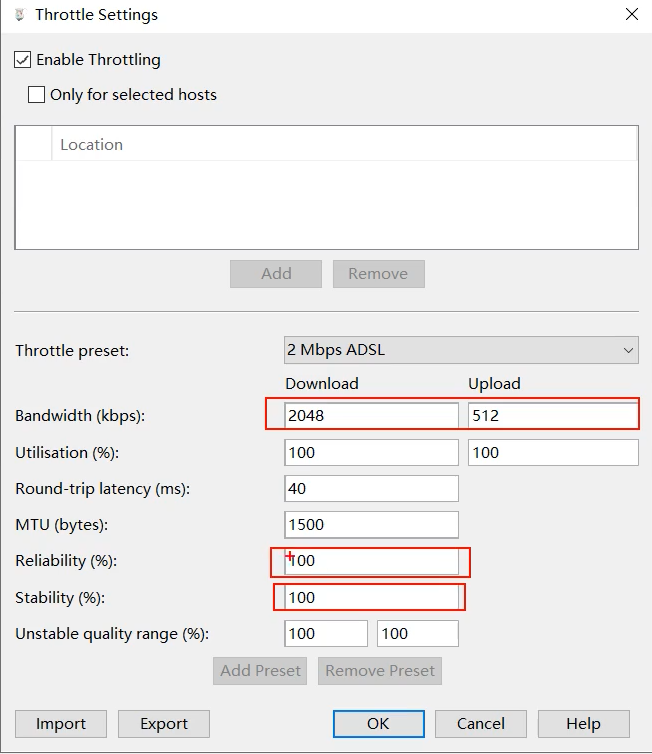 Throttle Settings
Enable Throttling
Only for selected hosts
Location
Add Remove
Throttle preset: 2 Mbps ADSL
Download Upload
Bandwidth (kbps): 2048 512
Utilisation (%): 100 100
Round-trip latency (ms): 40
MTU (bytes): 1500
Reliability (%): 100
Stability (%): 100
Unstable quality range (%): 100 100
Add Preset Remove Preset
Import Export OK Cancel Help